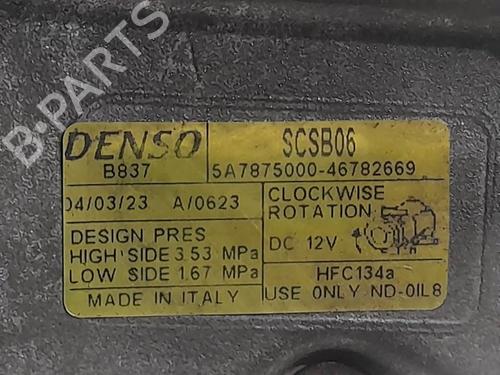 B-PARTS
DENSO SCSB06
B837 5A7875000-46782669
04/03/23 A/0623 CLOCKWISE
ROTATION
DESIGN PRES
HIGH SIDE 3.53 MPa DC 12V
LOW SIDE 1.67 MPa HFC134a
MADE IN ITALY USE ONLY ND-OIL8